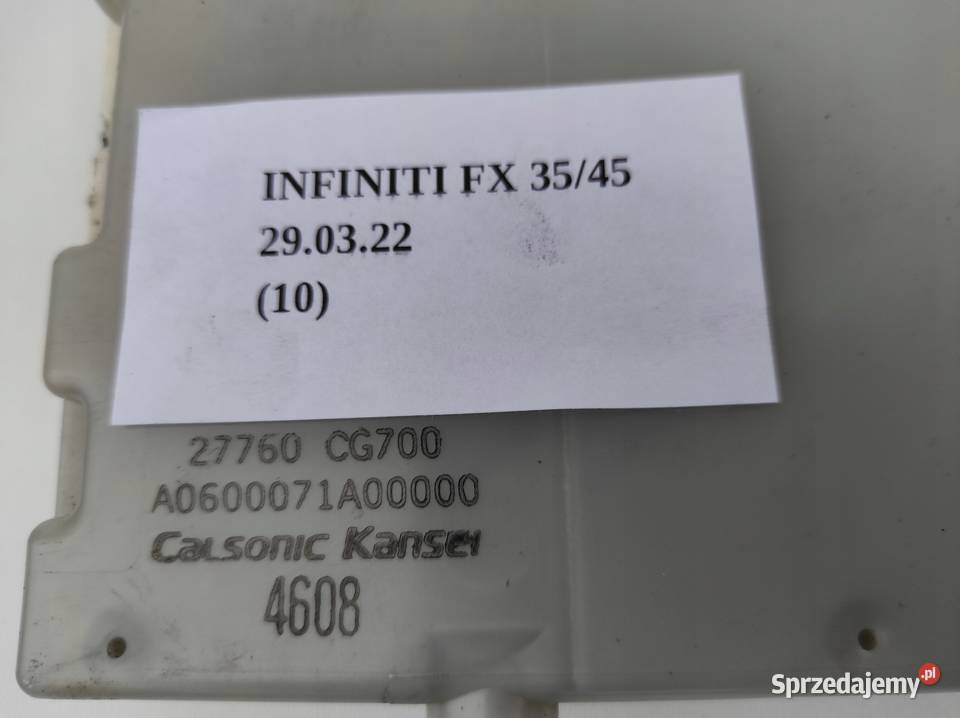 INFINITI FX 35/45
29.03.22
(10)
27760 CG700
A0600071A00000
CALSONIC KANSEI
4608
Sprzedajemy.pl